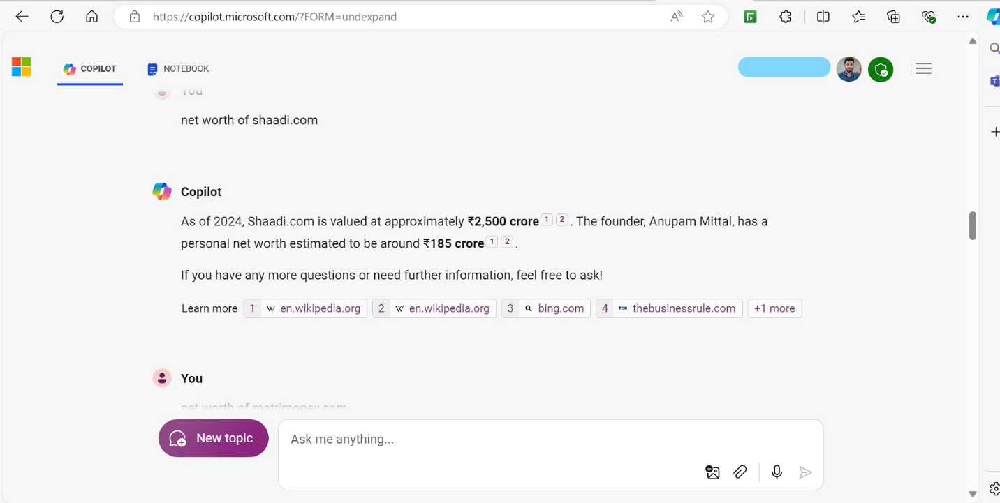 https://copilot.microsoft.com/?FORM=undexpand
COPILOT
NOTEBOOK
You
net worth of shaadi.com
Copilot
As of 2024, Shaadi.com is valued at approximately ₹2,500 crore 1 2 . The founder, Anupam Mittal, has a
personal net worth estimated to be around ₹185 crore 1 2 .
If you have any more questions or need further information, feel free to ask!
Learn more 1 W en.wikipedia.org 2 W en.wikipedia.org 3 bing.com 4 TBR thebusinessrule.com +1 more
You
net worth of matrimoney.com
New topic
Ask me anything...